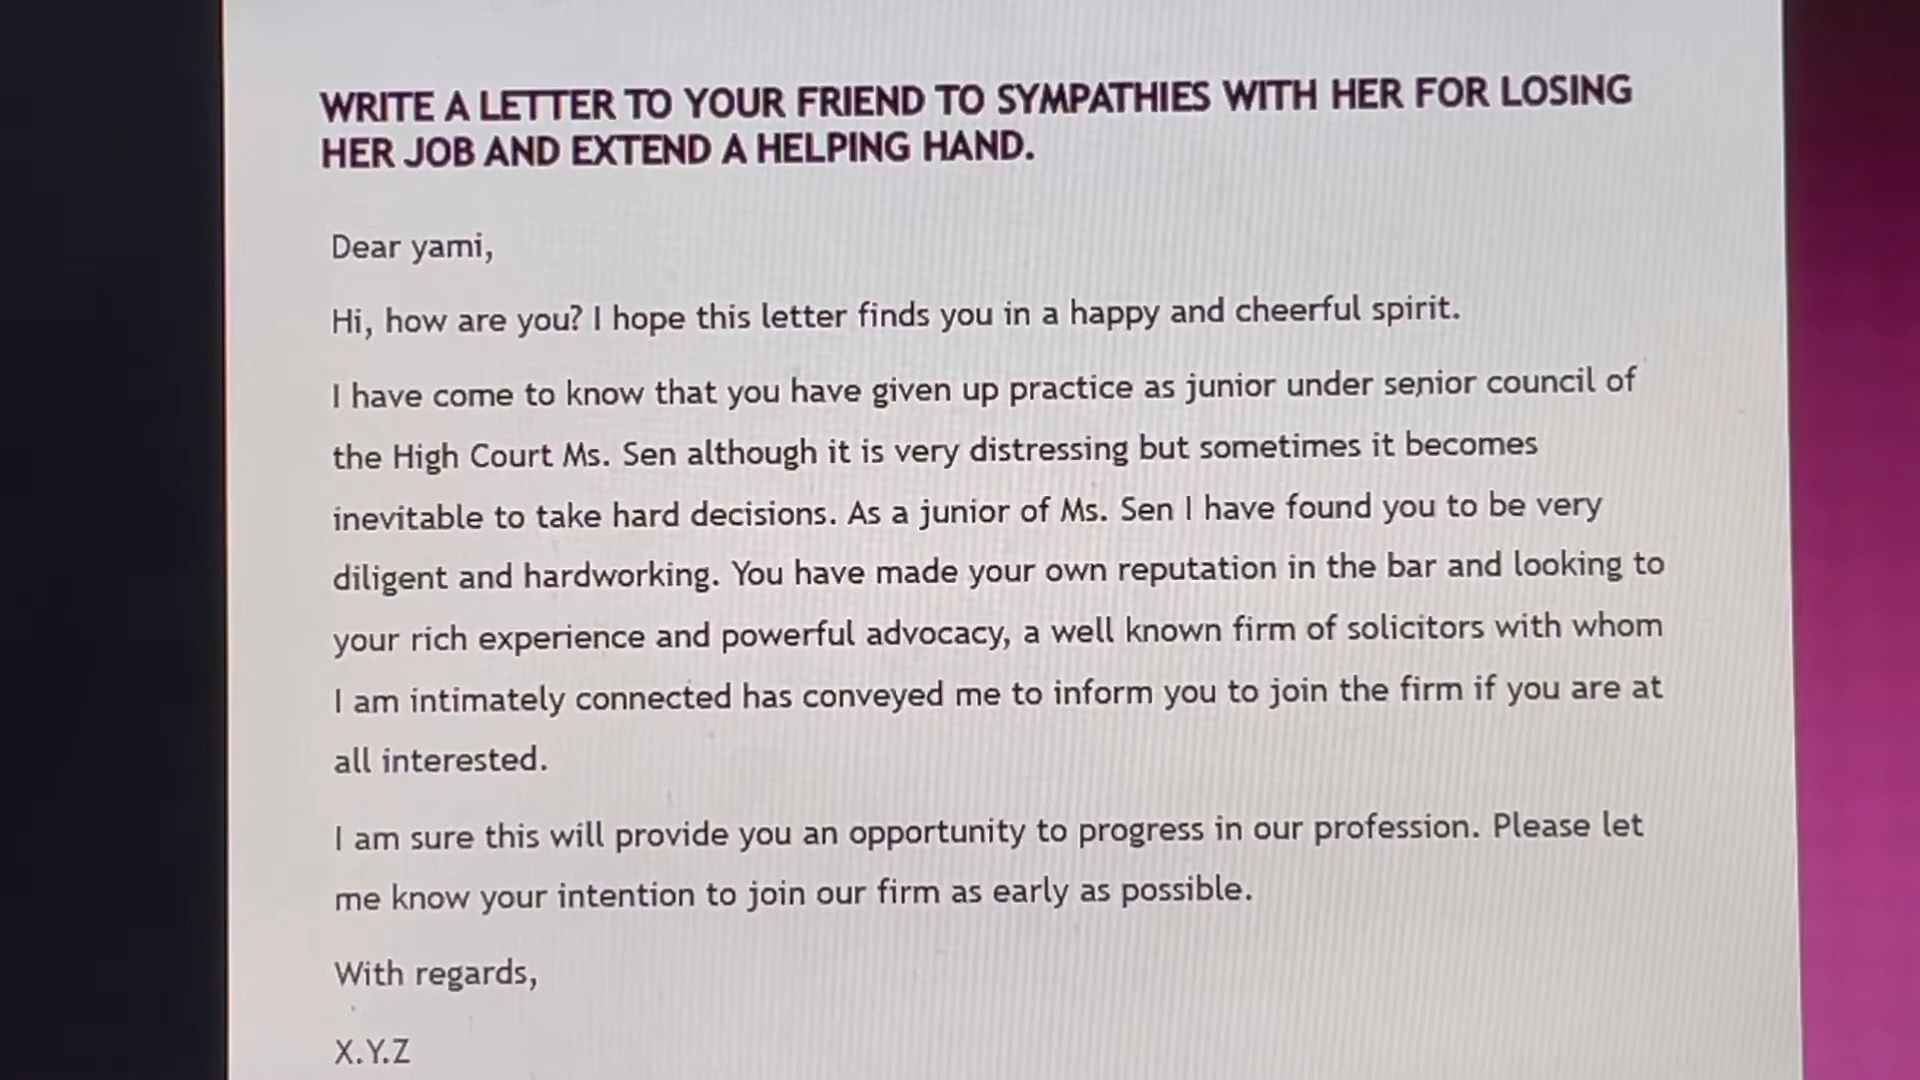 WRITE A LETTER TO YOUR FRIEND TO SYMPATHIES WITH HER FOR LOSING
HER JOB AND EXTEND A HELPING HAND.
Dear yami,
Hi, how are you? I hope this letter finds you in a happy and cheerful spirit.
I have come to know that you have given up practice as junior under senior council of
the High Court Ms. Sen although it is very distressing but sometimes it becomes
inevitable to take hard decisions. As a junior of Ms. Sen I have found you to be very
diligent and hardworking. You have made your own reputation in the bar and looking to
your rich experience and powerful advocacy, a well known firm of solicitors with whom
I am intimately connected has conveyed me to inform you to join the firm if you are at
all interested.
I am sure this will provide you an opportunity to progress in our profession. Please let
me know your intention to join our firm as early as possible.
With regards,
X.Y.Z